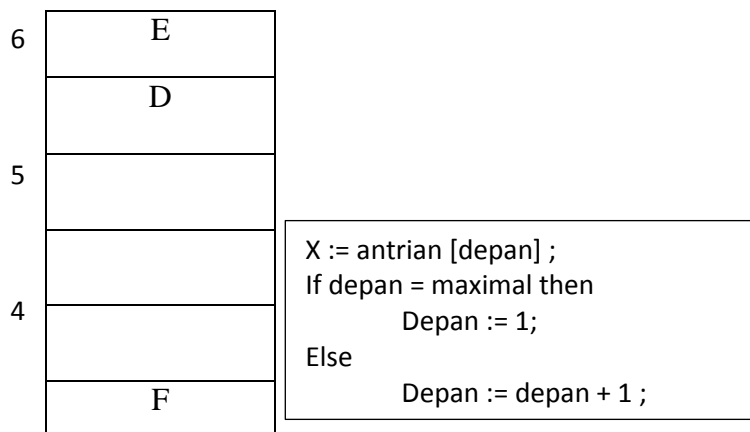 6
E
D
5
4
F
X := antrian [depan] ;
If depan = maximal then
Depan := 1;
Else
Depan := depan + 1 ;